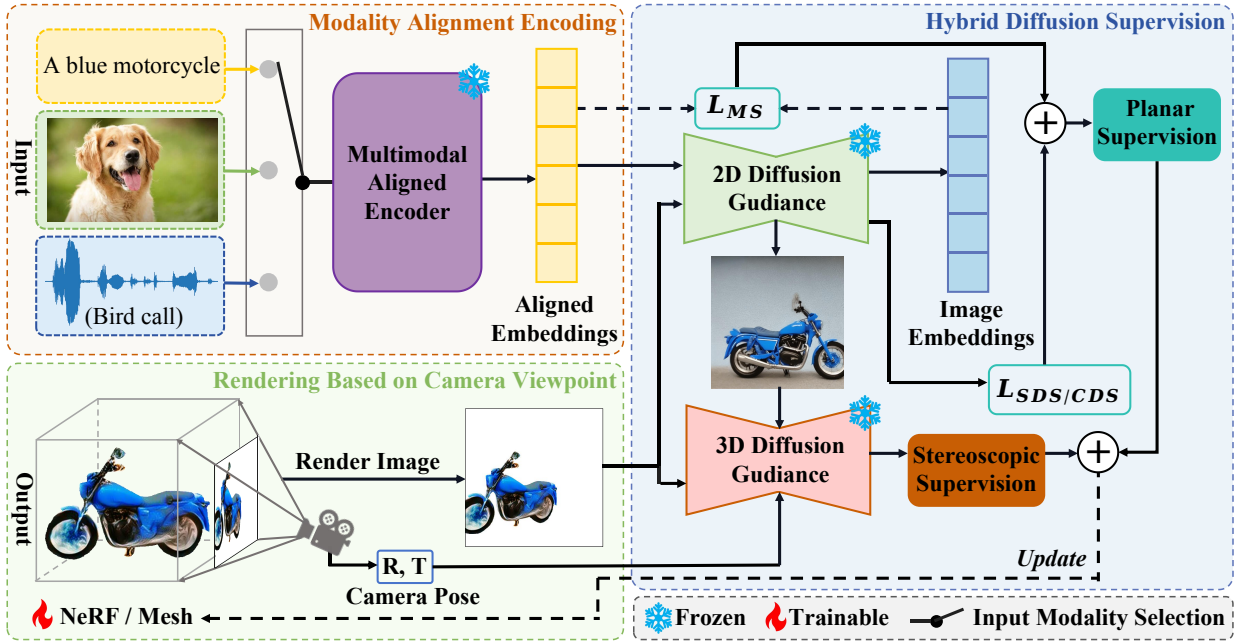 Modality Alignment Encoding
Input
A blue motorcycle
(Bird call)
Multimodal
Aligned
Encoder
Aligned
Embeddings
Hybrid Diffusion Supervision
L_MS
2D Diffusion
Gudiance
Image
Embeddings
Planar
Supervision
L_SDS/CDS
3D Diffusion
Gudiance
Stereoscopic
Supervision
Update
Rendering Based on Camera Viewpoint
Output
Render Image
R, T
Camera Pose
NeRF / Mesh
Frozen
Trainable
Input Modality Selection